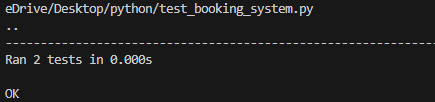 eDrive/Desktop/python/test_booking_system.py
..
----------------------------------------------------------------------
Ran 2 tests in 0.000s
OK